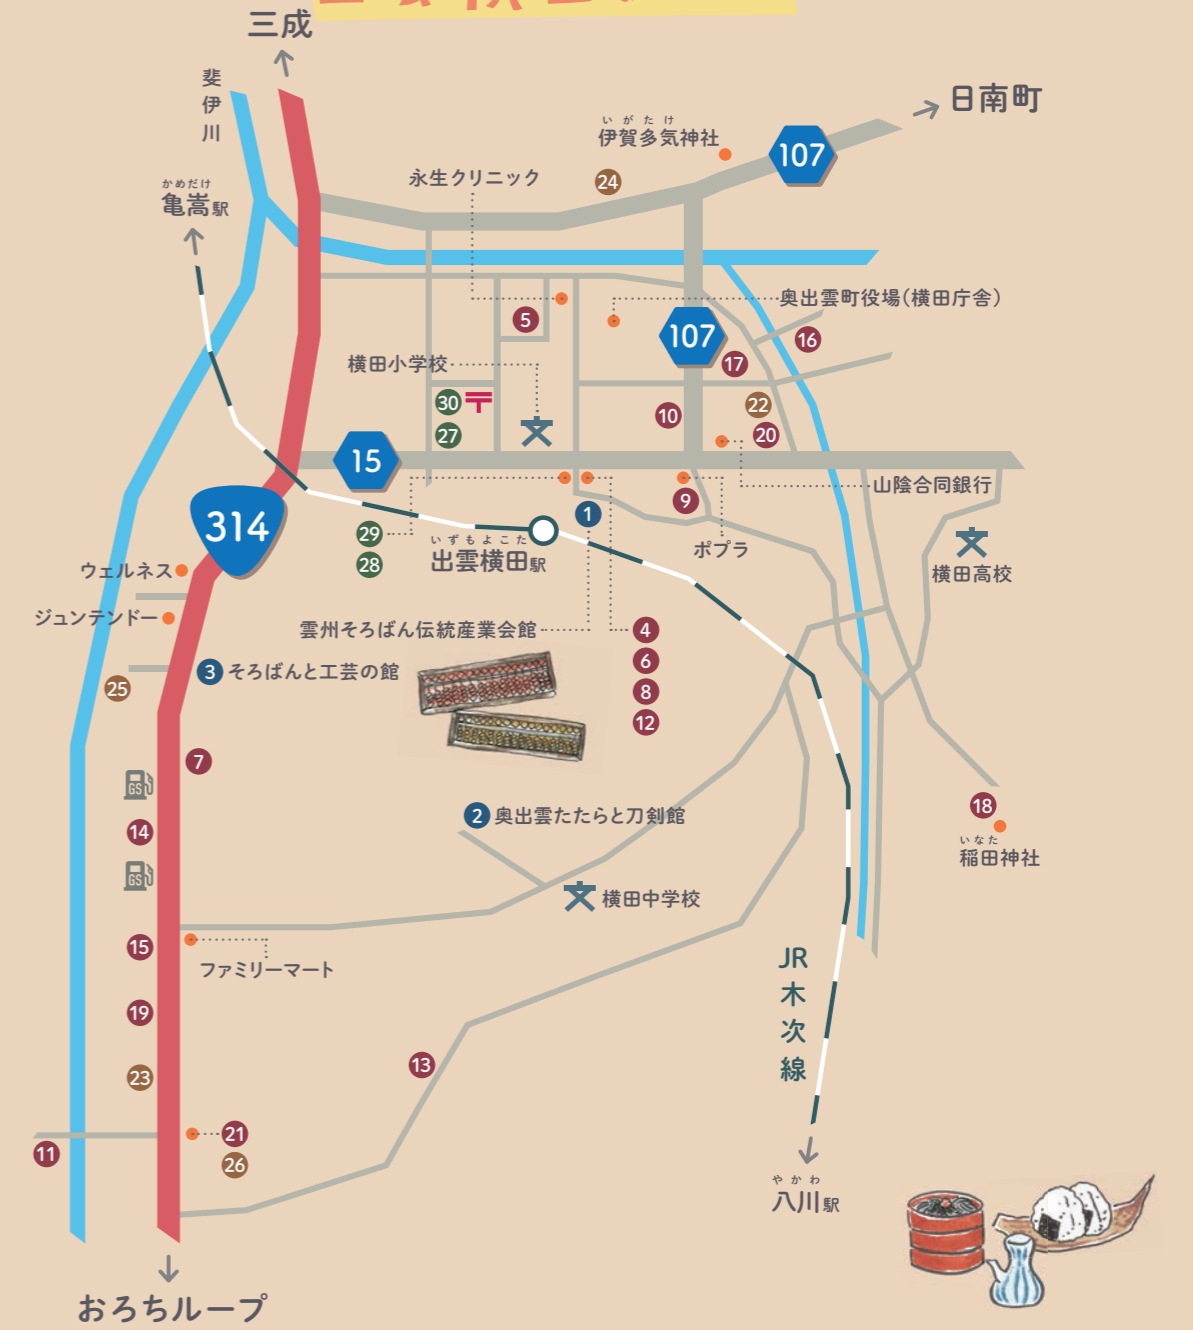 三成
斐伊川
日南町
いがたけ
伊賀多気神社
107
永生クリニック
24
かめだけ
亀嵩駅
奥出雲町役場(横田庁舎)
5
107
16
17
横田小学校
30
〒
27
文
10
22
20
15
山陰合同銀行
9
314
1
29
28
いずもよこた
出雲横田駅
ポプラ
文
横田高校
ウェルネス
ジュンテンドー
雲州そろばん伝統産業会館
4
6
8
12
3 そろばんと工芸の館
25
7
GS
14
GS
2 奥出雲たたらと刀剣館
18
いなた
稲田神社
文 横田中学校
15
ファミリーマート
JR木次線
19
13
23
21
11
26
やかわ
八川駅
おろちループ